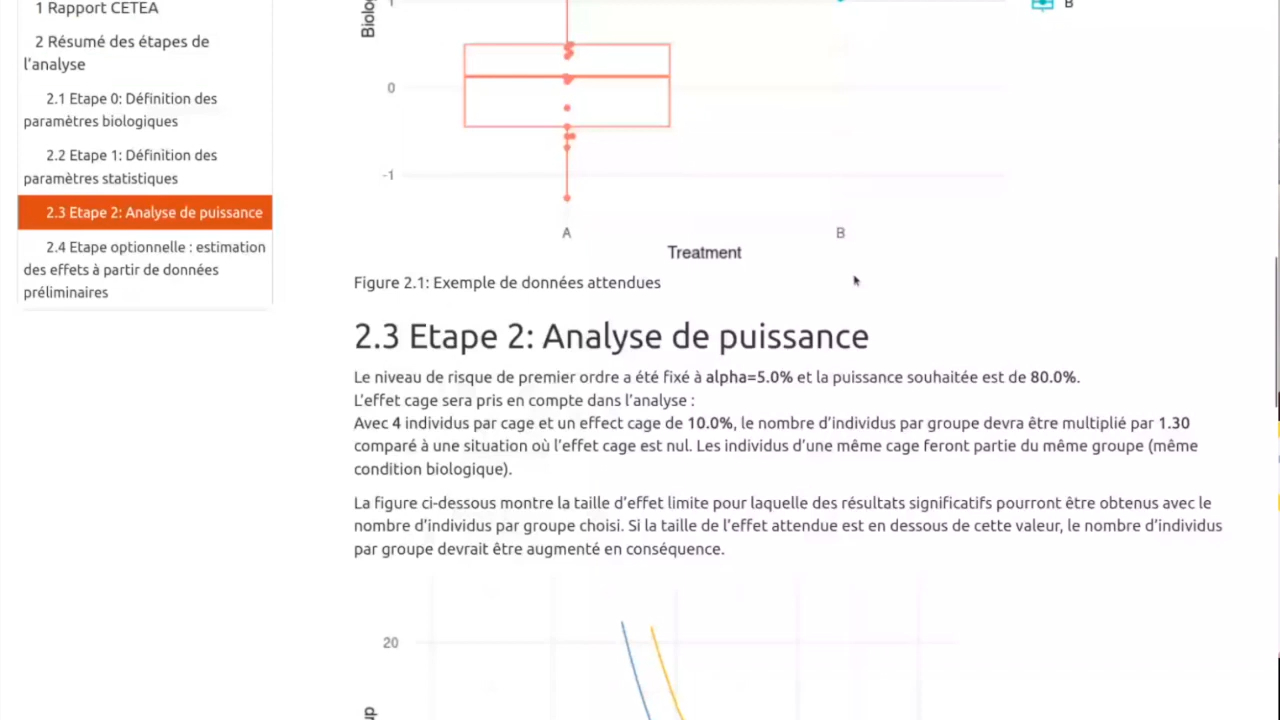 1 Rapport CETEA
2 Résumé des étapes de
l'analyse
2.1 Etape 0: Définition des
paramètres biologiques
2.2 Etape 1: Définition des
paramètres statistiques
2.3 Etape 2: Analyse de puissance
2.4 Etape optionnelle : estimation
des effets à partir de données
préliminaires
1
B
0
-1
A
B
Treatment
Figure 2.1: Exemple de données attendues
2.3 Etape 2: Analyse de puissance
Le niveau de risque de premier ordre a été fixé à alpha=5.0% et la puissance souhaitée est de 80.0%.
L'effet cage sera pris en compte dans l'analyse :
Avec 4 individus par cage et un effect cage de 10.0%, le nombre d'individus par groupe devra être multiplié par 1.30
comparé à une situation où l'effet cage est nul. Les individus d'une même cage feront partie du même groupe (même
condition biologique).
La figure ci-dessous montre la taille d'effet limite pour laquelle des résultats significatifs pourront être obtenus avec le
nombre d'individus par groupe choisi. Si la taille de l'effet attendue est en dessous de cette valeur, le nombre d'individus
par groupe devrait être augmenté en conséquence.
20